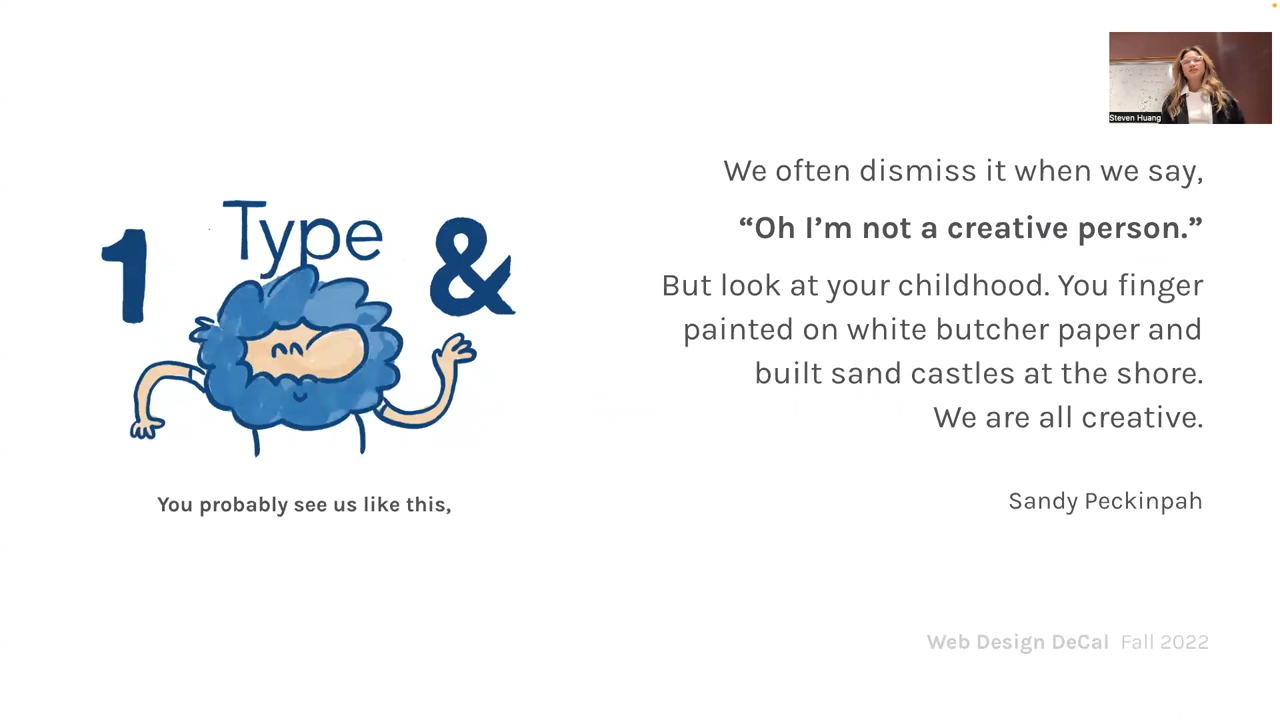 Steven Huang
1 Type &
You probably see us like this,
We often dismiss it when we say,
“Oh I’m not a creative person.”
But look at your childhood. You finger
painted on white butcher paper and
built sand castles at the shore.
We are all creative.
Sandy Peckinpah
Web Design DeCal Fall 2022